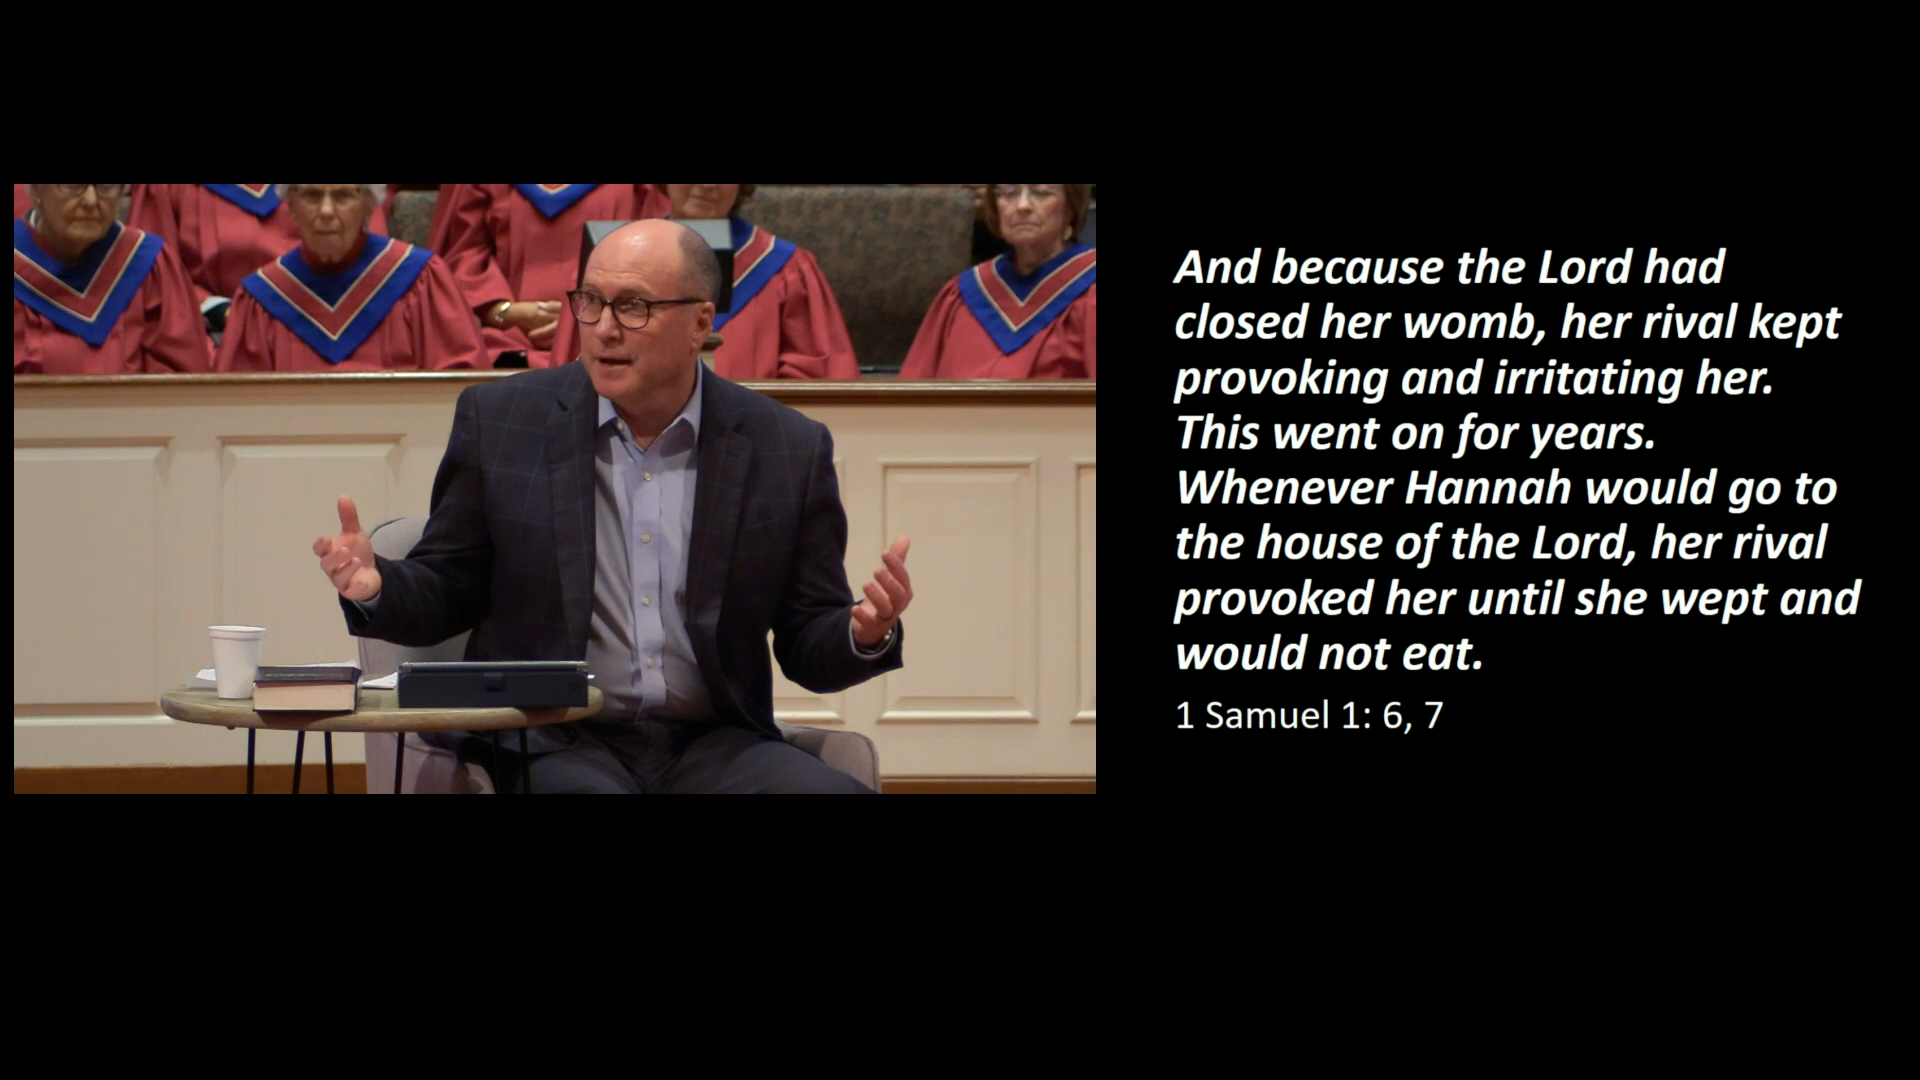 And because the Lord had
closed her womb, her rival kept
provoking and irritating her.
This went on for years.
Whenever Hannah would go to
the house of the Lord, her rival
provoked her until she wept and
would not eat.
1 Samuel 1: 6, 7